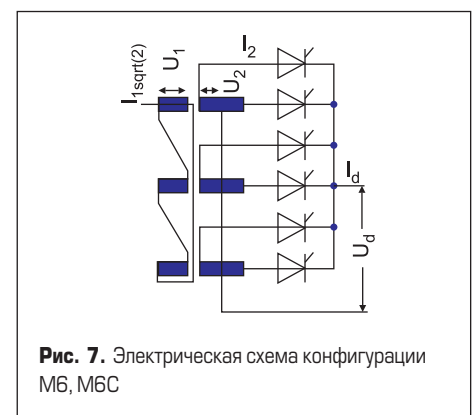 I1sqrt(2)
U1
I2
U2
Id
Ud
Рис. 7. Электрическая схема конфигурации
M6, M6C